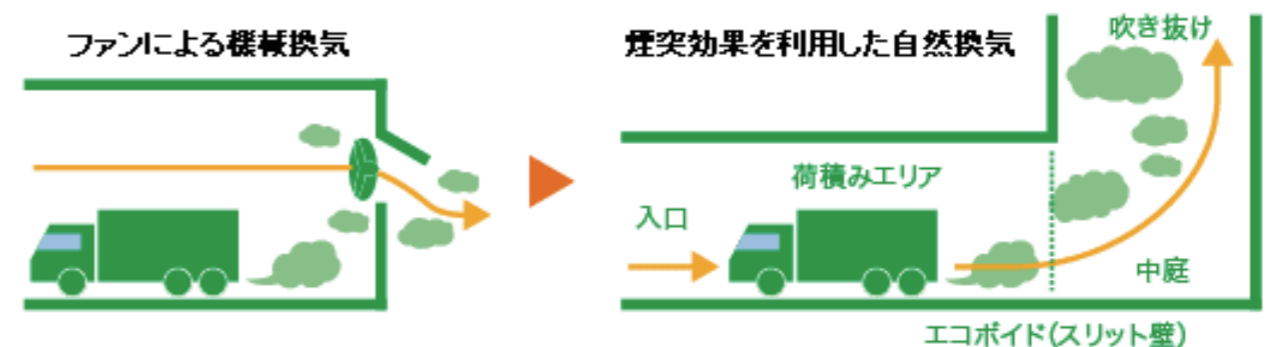 ファンによる機械換気
煙突効果を利用した自然換気
吹き抜け
荷積みエリア
入口
中庭
エコボイド(スリット壁)